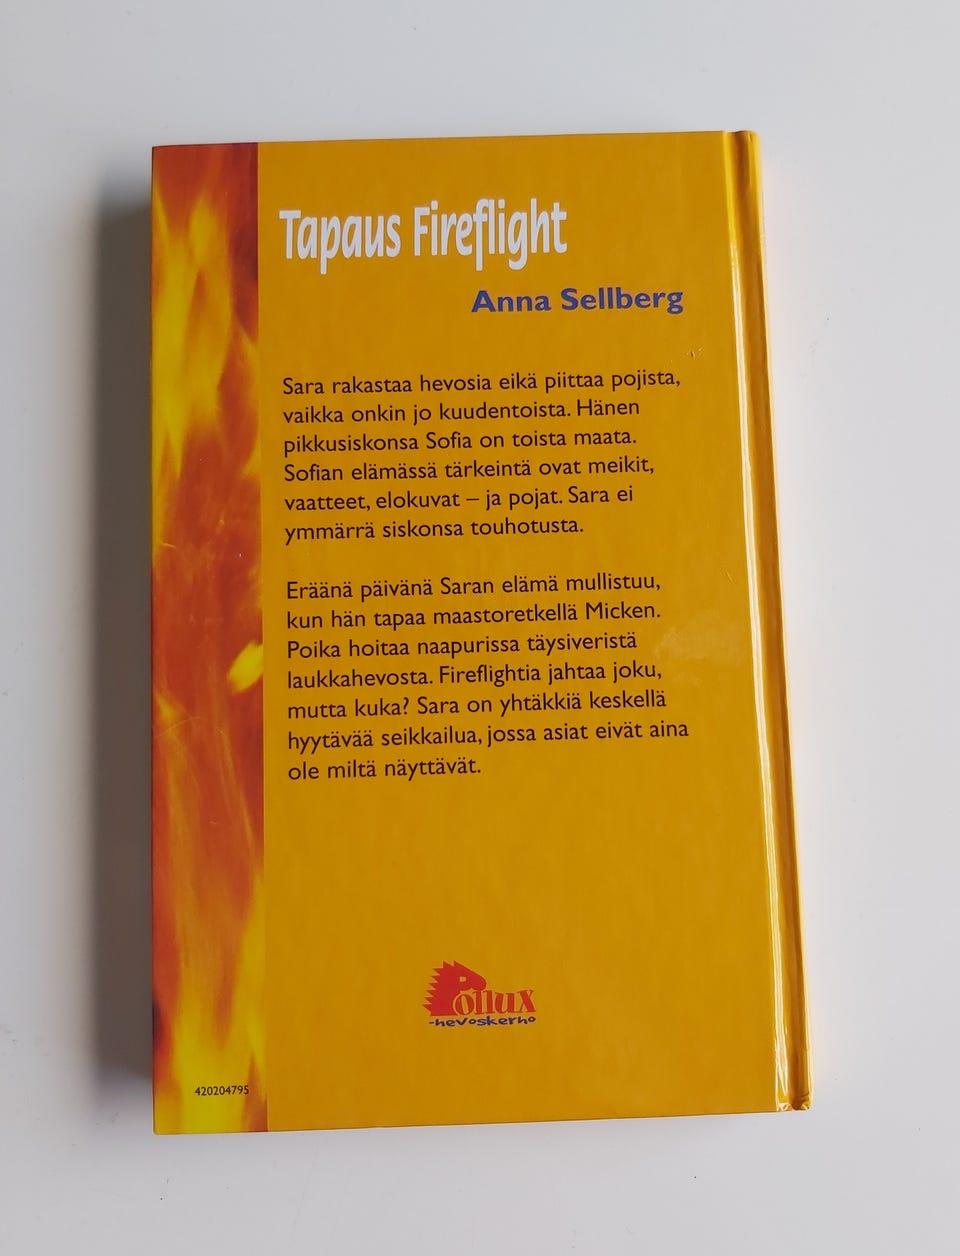 Tapaus Fireflight
Anna Sellberg
Sara rakastaa hevosia eikä piittaa pojista,
vaikka onkin jo kuudentoista. Hänen
pikkusiskonsa Sofia on toista maata.
Sofian elämässä tärkeintä ovat meikit,
vaatteet, elokuvat – ja pojat. Sara ei
ymmärrä siskonsa touhotusta.
Eräänä päivänä Saran elämä mullistuu,
kun hän tapaa maastoretkellä Micken.
Poika hoitaa naapurissa täysiveristä
laukkahevosta. Fireflightia jahtaa joku,
mutta kuka? Sara on yhtäkkiä keskellä
hyytävää seikkailua, jossa asiat eivät aina
ole miltä näyttävät.
Pollux
-hevoskerho
420204795